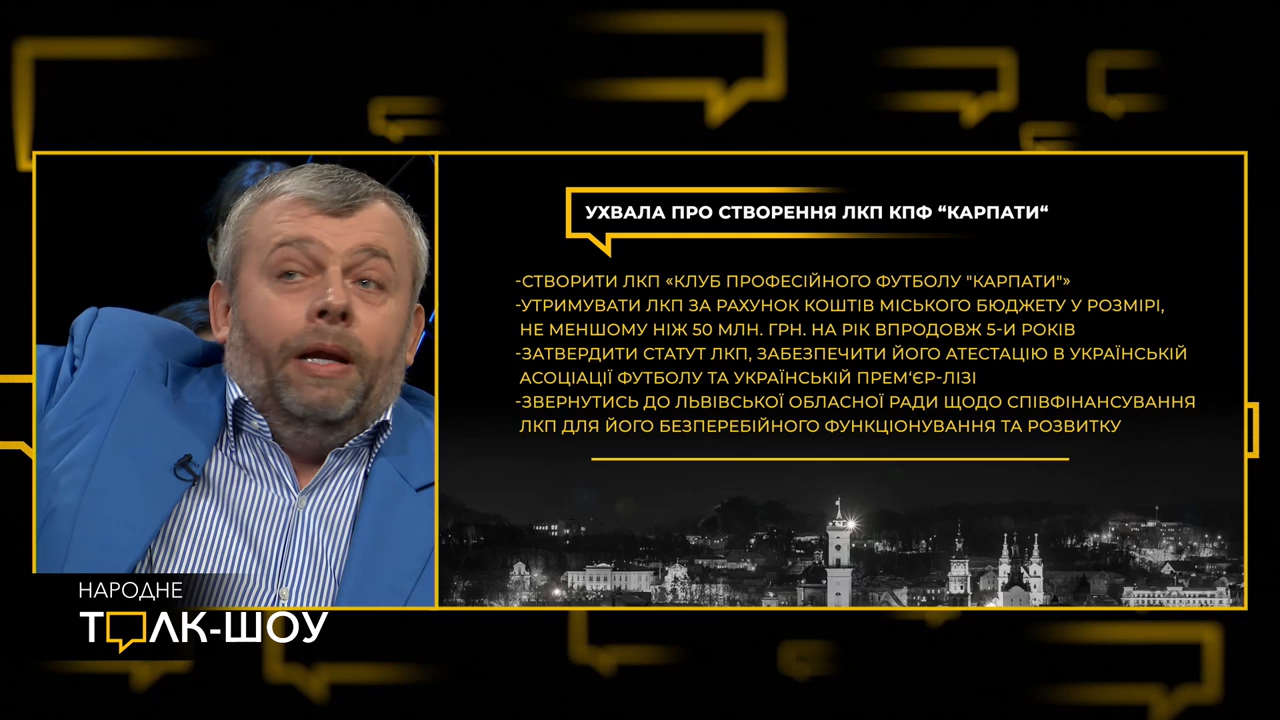 УХВАЛА ПРО СТВОРЕННЯ ЛКП КПФ “КАРПАТИ“
-СТВОРИТИ ЛКП «КЛУБ ПРОФЕСІЙНОГО ФУТБОЛУ "КАРПАТИ"»
-УТРИМУВАТИ ЛКП ЗА РАХУНОК КОШТІВ МІСЬКОГО БЮДЖЕТУ У РОЗМІРІ,
НЕ МЕНШОМУ НІЖ 50 МЛН. ГРН. НА РІК ВПРОДОВЖ 5-И РОКІВ
-ЗАТВЕРДИТИ СТАТУТ ЛКП, ЗАБЕЗПЕЧИТИ ЙОГО АТЕСТАЦІЮ В УКРАЇНСЬКІЙ
АСОЦІАЦІЇ ФУТБОЛУ ТА УКРАЇНСЬКІЙ ПРЕМ‘ЄР-ЛІЗІ
-ЗВЕРНУТИСЬ ДО ЛЬВІВСЬКОЇ ОБЛАСНОЇ РАДИ ЩОДО СПІВФІНАНСУВАННЯ
ЛКП ДЛЯ ЙОГО БЕЗПЕРЕБІЙНОГО ФУНКЦІОНУВАННЯ ТА РОЗВИТКУ
НАРОДНЕ
ТОЛК-ШОУ